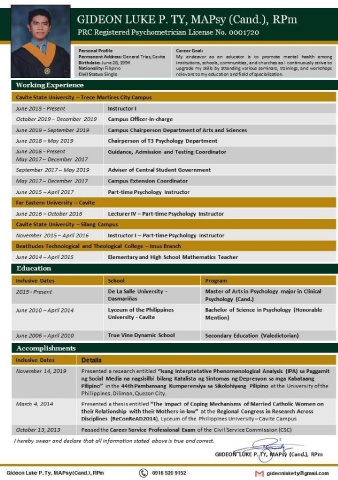 GIDEON LUKE P. TY, MAPsy (Cand.), RPm
PRC Registered Psychometrician License No. 0001720
Personal Profile
Permanent Address: General Trias, Cavite
Birthdate: June 20, 1994
Nationality: Filipino
Civil Status: Single
Career Goal:
My endeavor as an educator is to promote mental health among institutions, schools, communities, and churches as I continuously strive to upgrade my skills by attending various seminars, trainings, and workshops relevant to my education and field of specialization.
Working Experience
Cavite State University – Trece Martires City Campus
June 2015 - Present Instructor I
October 2019 – December 2019 Campus Officer-in-charge
June 2018 – September 2019 Campus Chairperson Department of Arts and Sciences
June 2018 – May 2019 Chairperson of T3 Psychology Department
June 2018 - Present Guidance, Admission and Testing Coordinator
May 2017 – December 2017
September 2017 – May 2019 Adviser of Central Student Government
May 2017 – December 2017 Campus Extension Coordinator
June 2015 – April 2017 Part-time Psychology Instructor
Far Eastern University – Cavite
June 2016 – October 2016 Lecturer IV – Part-time Psychology Instructor
Cavite State University – Silang Campus
November 2015 – April 2016 Instructor I – Part-time Psychology Instructor
Beatitudes Technological and Theological College – Imus Branch
June 2014 – April 2015 Elementary and High School Mathematics Teacher
Education
Inclusive Dates School Program
2015 - Present De La Salle University - Dasmariñas Master of Arts in Psychology major in Clinical Psychology (Cand.)
June 2010 – April 2014 Lyceum of the Philippines University - Cavite Bachelor of Science in Psychology (Honorable Mention)
June 2006 – April 2010 True Vine Dynamic School Secondary Education (Valedictorian)
Accomplishments
Inclusive Dates Details
November 14, 2019 Presented a research entitled "Isang Interpretative Phenomenological Analysis (IPA) sa Paggamit
ng Social Media na nagsisilbi bilang Katalista ng Sintomas ng Depresyon sa mga Kabataang
Filipino" in the 44th Pambansang Kumperensiya sa Sikolohiyang Pilipino at the University of the
Philippines, Diliman, Quezon City.
March 4, 2014 Presented a thesis entitled "The Impact of Coping Mechanisms of Married Catholic Women on
their Relationship with their Mothers-in-law" at the Regional Congress in Research Across
Disciplines (ReConReAD2014), Lyceum of the Philippines University – Cavite Campus
October 13, 2013 Passed the Career Service Professional Exam of the Civil Service Commission (CSC)
I hereby swear and declare that all information stated above is true and correct.
GIDEON LUKE P. TY, MAPsy (Cand.), RPm
Gideon Luke P. Ty, MAPsy(Cand.), RPm 0916 520 9152 gideonlukety@gmail.com